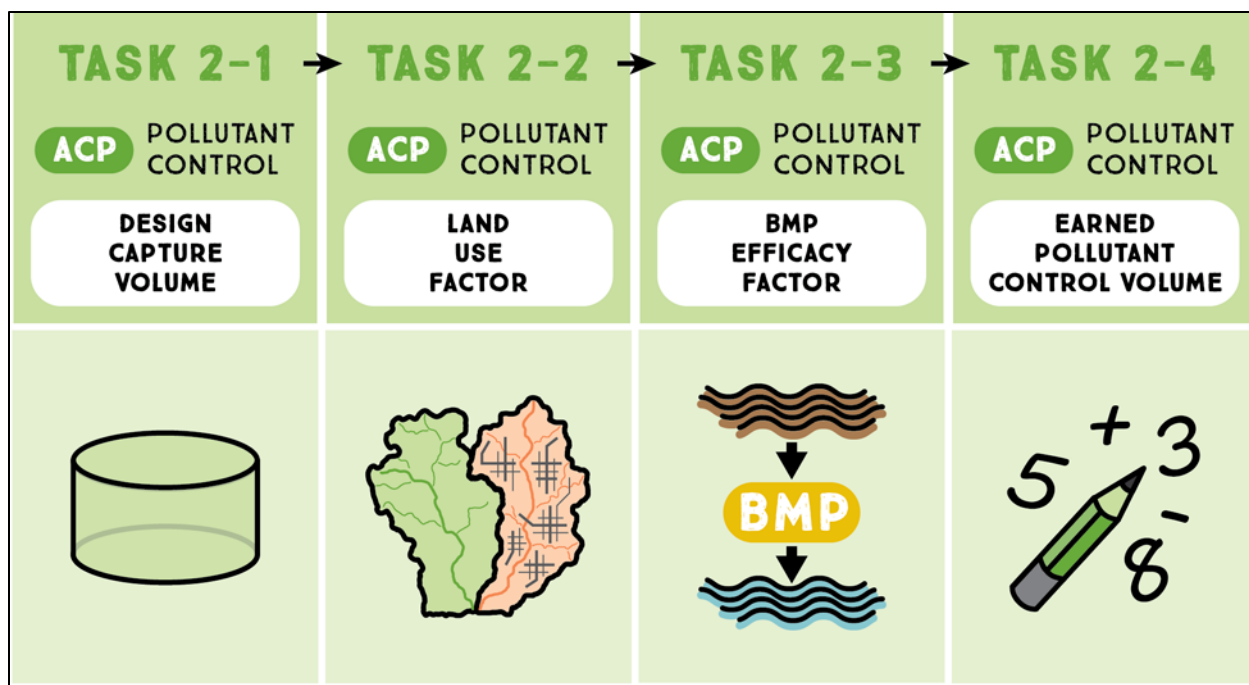 TASK 2-1
ACP POLLUTANT
CONTROL
DESIGN
CAPTURE
VOLUME
TASK 2-2
ACP POLLUTANT
CONTROL
LAND
USE
FACTOR
TASK 2-3
ACP POLLUTANT
CONTROL
BMP
EFFICACY
FACTOR
BMP
TASK 2-4
ACP POLLUTANT
CONTROL
EARNED
POLLUTANT
CONTROL VOLUME
5 + 3
- 8